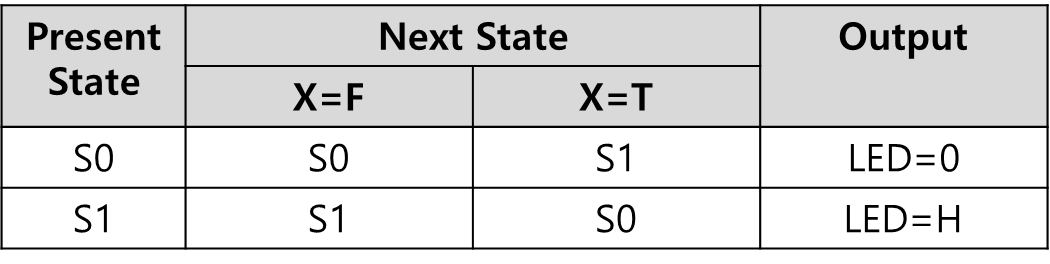 Present State Next State Output
X=F X=T
S0 S0 S1 LED=0
S1 S1 S0 LED=H